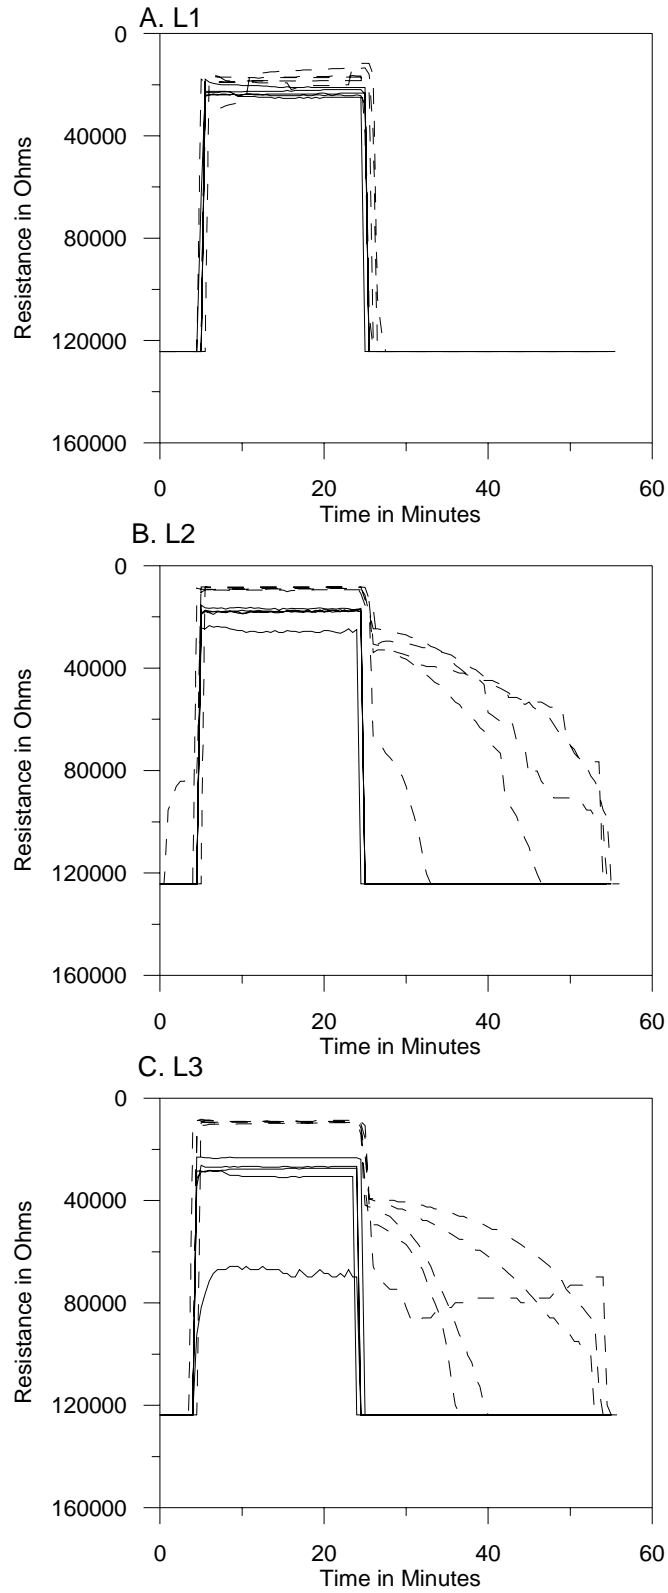 A. L1
0
40000
80000
120000
160000
Resistance in Ohms
0 20 40 60
Time in Minutes
B. L2
0
40000
80000
120000
160000
Resistance in Ohms
0 20 40 60
Time in Minutes
C. L3
0
40000
80000
120000
160000
Resistance in Ohms
0 20 40 60
Time in Minutes